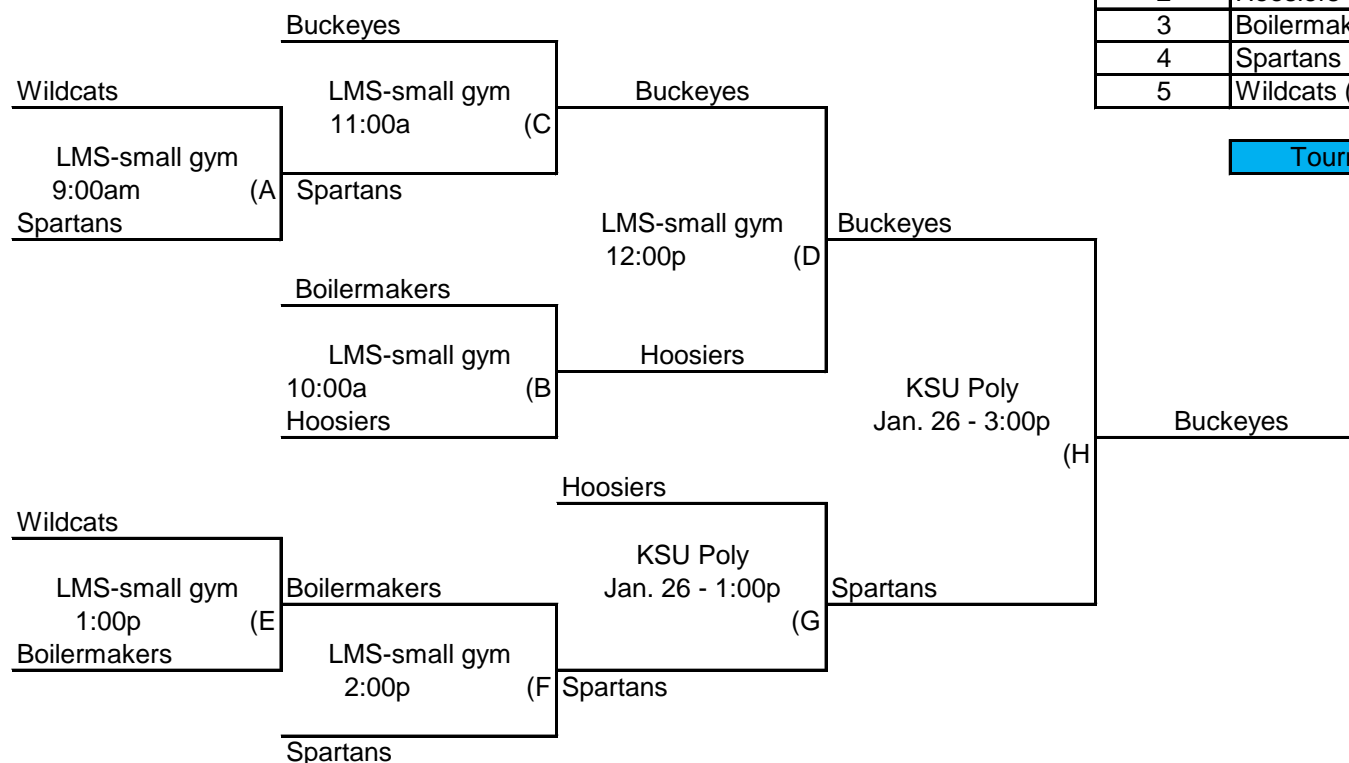 Buckeyes
3 Boilermak
4 Spartans
5 Wildcats (
Wildcats
LMS-small gym
11:00a (C
Buckeyes
LMS-small gym
9:00am (A
Spartans
Spartans
Tourn
LMS-small gym
12:00p (D
Buckeyes
Boilermakers
LMS-small gym
10:00a (B
Hoosiers
Hoosiers
KSU Poly
Jan. 26 - 3:00p
(H
Buckeyes
Hoosiers
Wildcats
KSU Poly
Jan. 26 - 1:00p
(G
Spartans
LMS-small gym
1:00p (E
Boilermakers
Boilermakers
LMS-small gym
2:00p (F
Spartans
Spartans